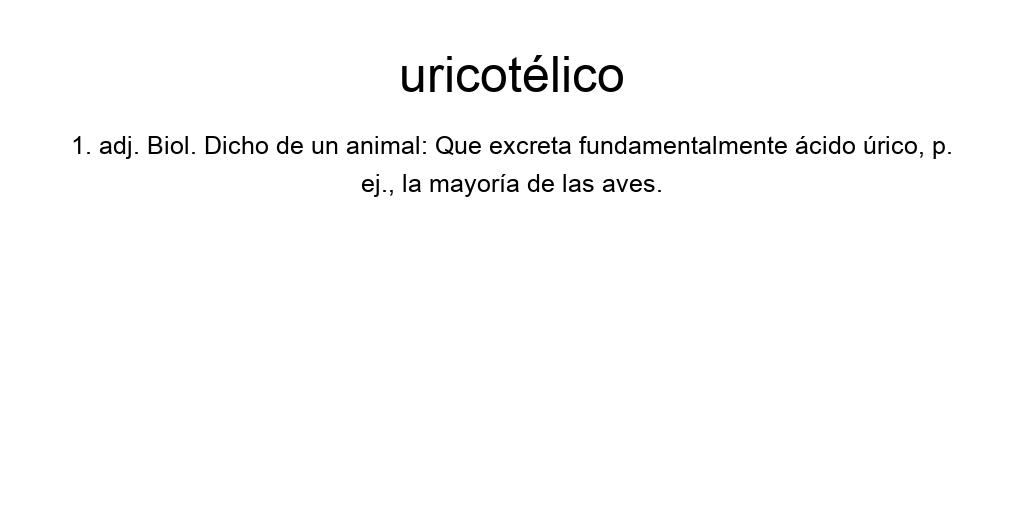 uricotélico
1. adj. Biol. Dicho de un animal: Que excreta fundamentalmente ácido úrico, p.
ej., la mayoría de las aves.